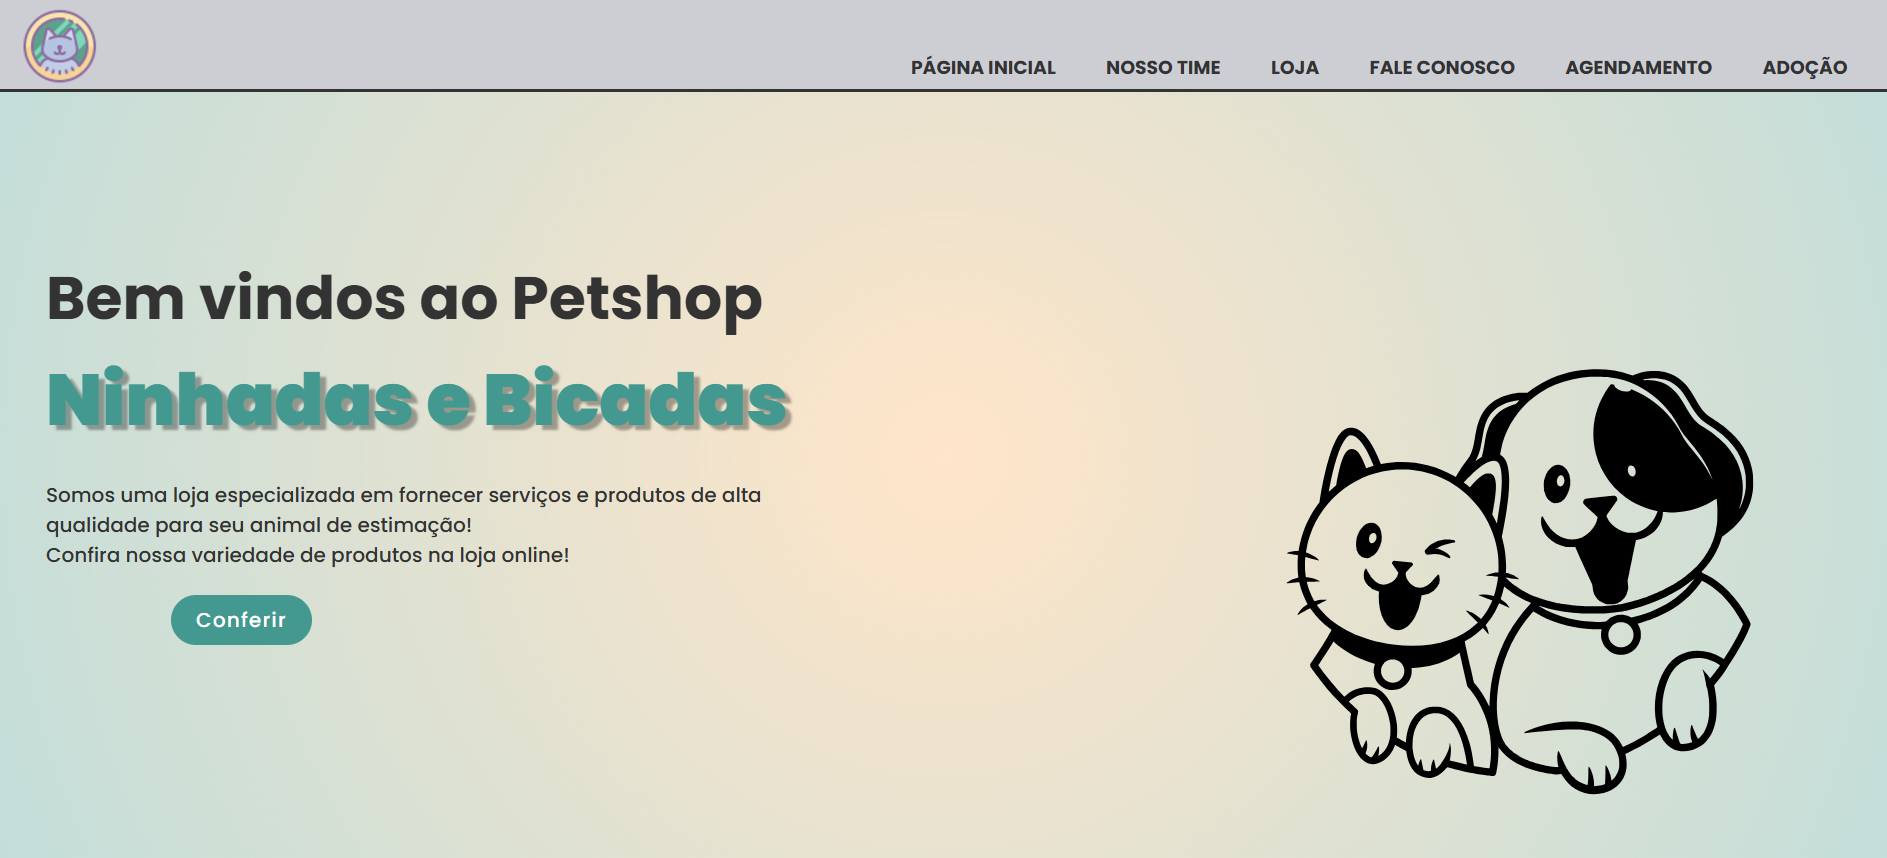 PÁGINA INICIAL NOSSO TIME LOJA FALE CONOSCO AGENDAMENTO ADOÇÃO
Bem vindos ao Petshop
Ninhadas e Bicadas
Somos uma loja especializada em fornecer serviços e produtos de alta
qualidade para seu animal de estimação!
Confira nossa variedade de produtos na loja online!
Conferir